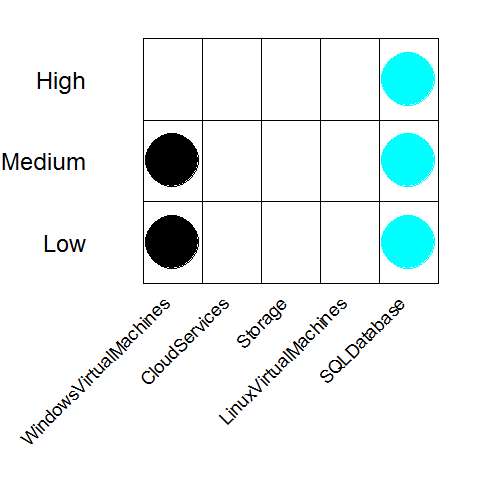 High
Medium
Low
WindowsVirtualMachines
CloudServices
Storage
LinuxVirtualMachines
SQLDatabase